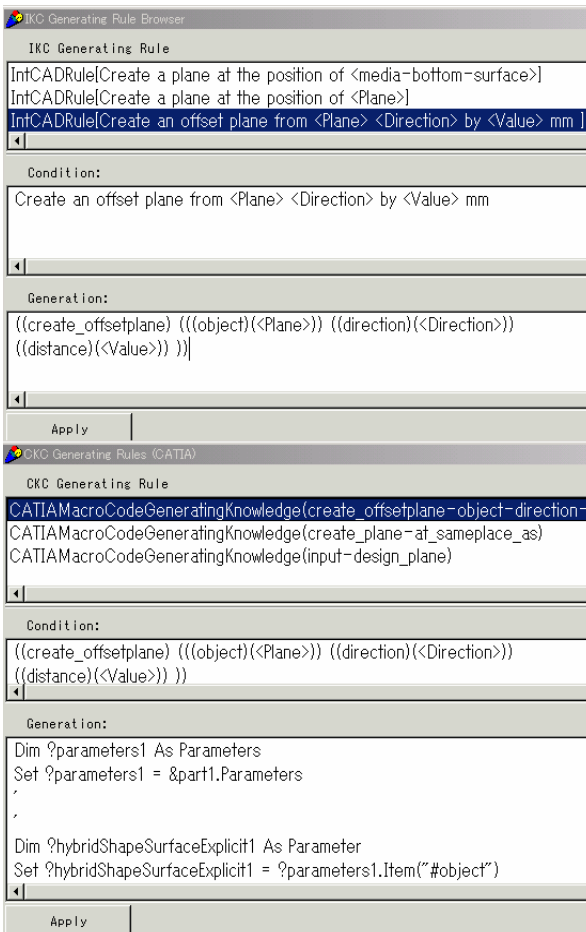 IKC Generating Rule Browser
IKC Generating Rule
IntCADRule[Create a plane at the position of <media-bottom-surface>]
IntCADRule[Create a plane at the position of <Plane>]
IntCADRule[Create an offset plane from <Plane> <Direction> by <Value> mm ]
Condition:
Create an offset plane from <Plane> <Direction> by <Value> mm
Generation:
((create_offsetplane) (((object)(<Plane>)) ((direction)(<Direction>))
((distance)(<Value>)) ))
Apply
CKC Generating Rules (CATIA)
CKC Generating Rule
CATIAMacroCodeGeneratingKnowledge(create_offsetplane-object-direction-
CATIAMacroCodeGeneratingKnowledge(create_plane-at_sameplace_as)
CATIAMacroCodeGeneratingKnowledge(input-design_plane)
Condition:
((create_offsetplane) (((object)(<Plane>)) ((direction)(<Direction>))
((distance)(<Value>)) ))
Generation:
Dim ?parameters1 As Parameters
Set ?parameters1 = &part1.Parameters
'
'
Dim ?hybridShapeSurfaceExplicit1 As Parameter
Set ?hybridShapeSurfaceExplicit1 = ?parameters1.Item("#object")
Apply